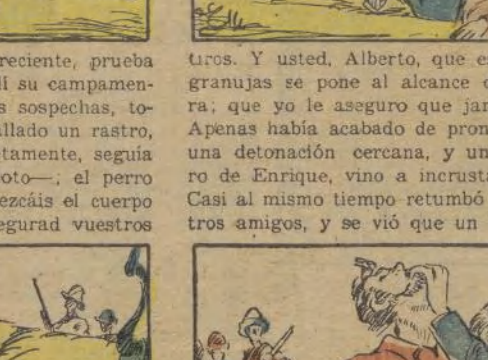 reciente, prueba
lí su campamen-
s sospechas, to-
allado un rastro,
tamente, seguía
oto—; el perro
ezcáis el cuerpo
egurad vuestros
tiros. Y usted, Alberto, que es
granujas se pone al alcance
ra; que yo le aseguro que jam
Apenas había acabado de pron
una detonación cercana, y un
ro de Enrique, vino a incrusta
Casi al mismo tiempo retumbó
tros amigos, y se vió que un